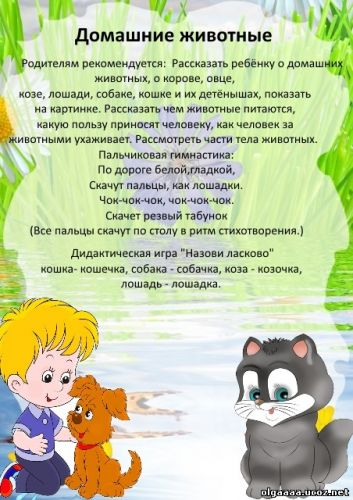 Домашние животные
Родителям рекомендуется: Рассказать ребёнку о домашних
животных, о корове, овце,
козе, лошади, собаке, кошке и их детёнышах, показать
на картинке. Рассказать чем животные питаются,
какую пользу приносят человеку, как человек за
животными ухаживает. Рассмотреть части тела животных.
Пальчиковая гимнастика:
По дороге белой,гладкой,
Скачут пальцы, как лошадки.
Чок-чок-чок, чок-чок-чок.
Скачет резвый табунок
(Все пальцы скачут по столу в ритм стихотворения.)
Дидактическая игра "Назови ласково"
кошка- кошечка, собака - собачка, коза - козочка,
лошадь - лошадка.
olgaaaa.ucoz.net